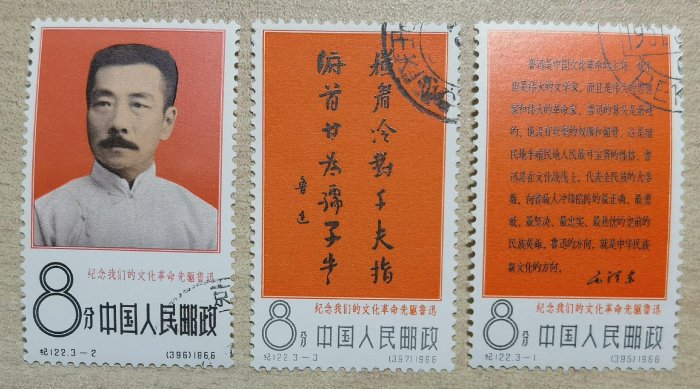 纪念我们的文化革命先驱鲁迅
8分中国人民邮政
纪122.3-2 (396)1966
横眉冷对千夫指
俯首甘为孺子牛
鲁迅
纪念我们的文化革命先驱鲁迅
8分中国人民邮政
纪122.3-3 (397)1966
鲁迅是中国文化革命的主将，他不
但是伟大的文学家，而且是伟大的思想
家和伟大的革命家。鲁迅的骨头是最硬
的，他没有丝毫的奴颜和媚骨，这是殖
民地半殖民地人民最可宝贵的性格。鲁
迅是在文化战线上，代表全民族的大多
数，向着敌人冲锋陷阵的最正确、最勇
敢、最坚决、最忠实、最热忱的空前的
民族英雄。鲁迅的方向，就是中华民族
新文化的方向。
毛泽东
纪念我们的文化革命先驱鲁迅
8分中国人民邮政
纪122.3-1 (395)1966